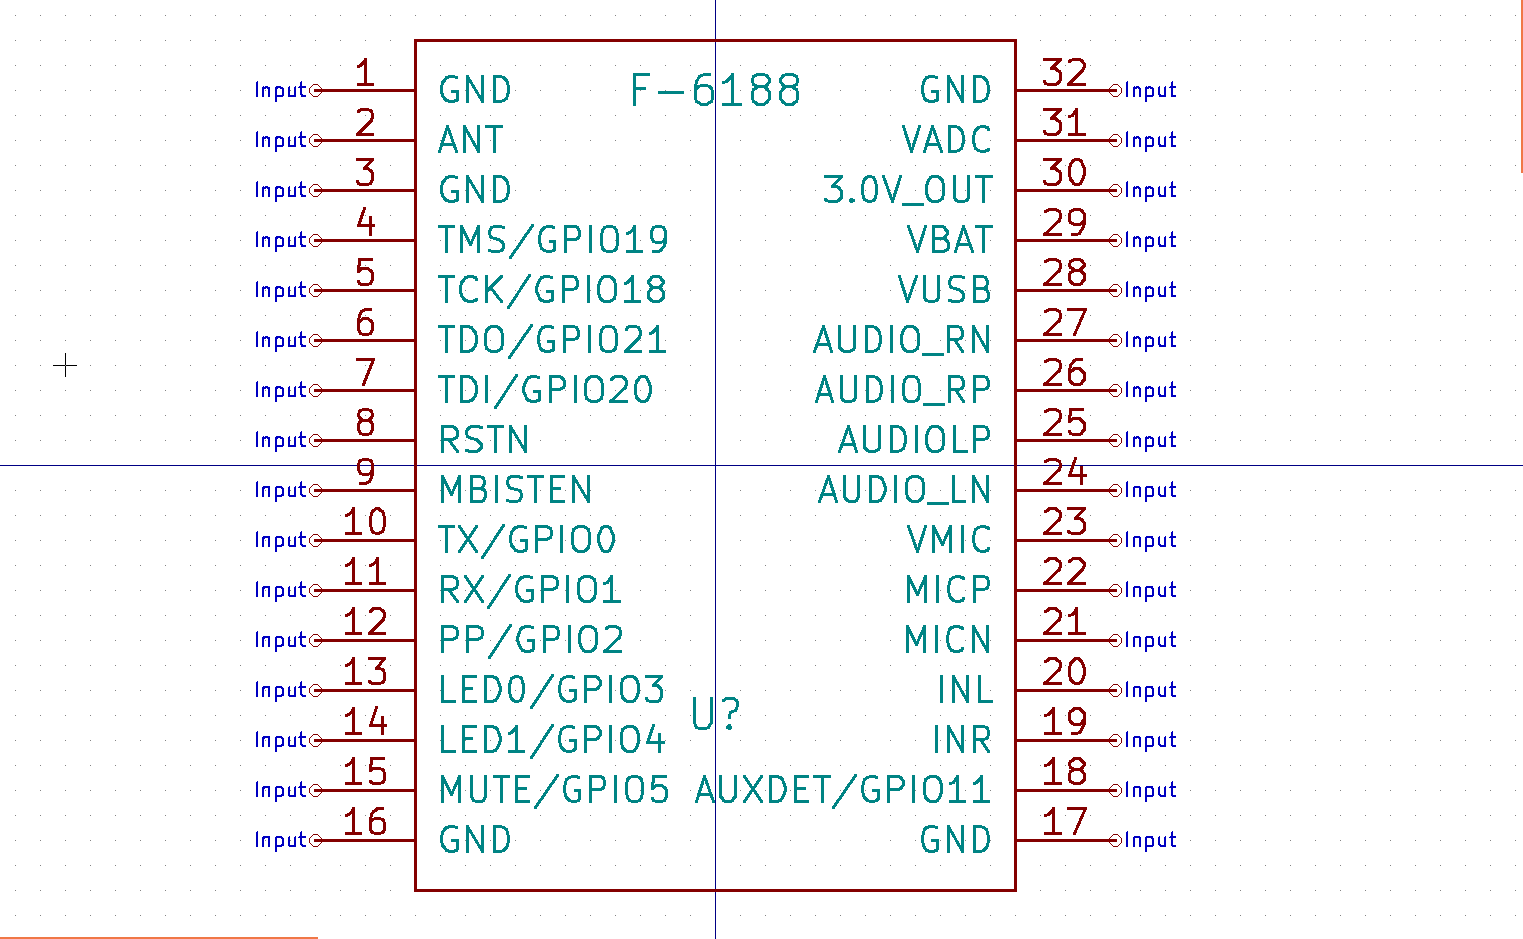 1 32
Input GND F-6188 GND Input
2 31
Input ANT VADC Input
3 30
Input GND 3.0V_OUT Input
4 29
Input TMS/GPIO19 VBAT Input
5 28
Input TCK/GPIO18 VUSB Input
6 27
Input TDO/GPIO21 AUDIO_RN Input
7 26
Input TDI/GPIO20 AUDIO_RP Input
8 25
Input RSTN AUDIOLP Input
9 24
Input MBISTEN AUDIO_LN Input
10 23
Input TX/GPIO0 VMIC Input
11 22
Input RX/GPIO1 MICP Input
12 21
Input PP/GPIO2 MICN Input
13 20
Input LED0/GPIO3 INL Input
14 U? 19
Input LED1/GPIO4 INR Input
15 18
Input MUTE/GPIO5 AUXDET/GPIO11 Input
16 17
Input GND GND Input